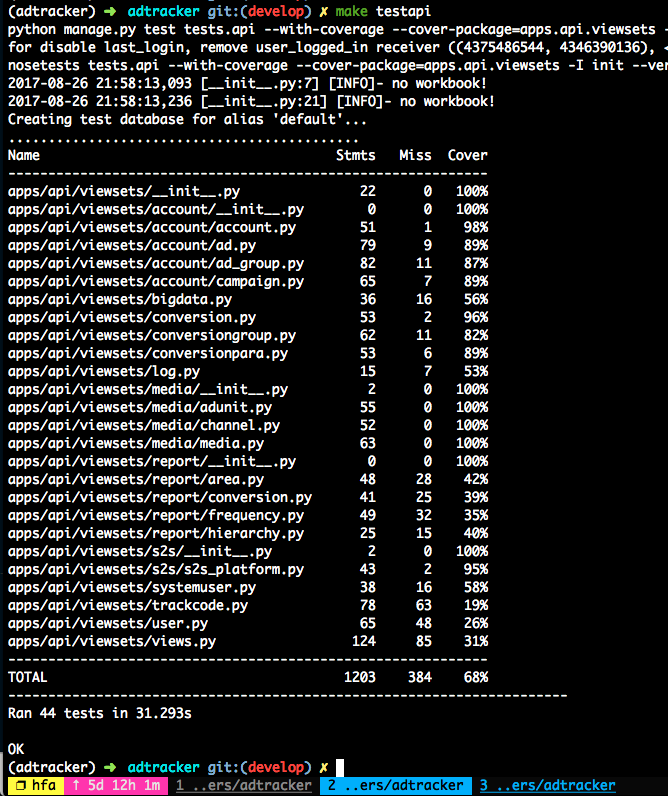 (adtracker) ➜ adtracker git:(develop) ✗ make testapi
python manage.py test tests.api --with-coverage --cover-package=apps.api.viewsets -
for disable last_login, remove user_logged_in receiver ((4375486544, 4346390136), <
nosetests tests.api --with-coverage --cover-package=apps.api.viewsets -I init --ver
2017-08-26 21:58:13,093 [__init__.py:7] [INFO]- no workbook!
2017-08-26 21:58:13,236 [__init__.py:21] [INFO]- no workbook!
Creating test database for alias 'default'...
............................................
Name Stmts Miss Cover
------------------------------------------------------------
apps/api/viewsets/__init__.py 22 0 100%
apps/api/viewsets/account/__init__.py 0 0 100%
apps/api/viewsets/account/account.py 51 1 98%
apps/api/viewsets/account/ad.py 79 9 89%
apps/api/viewsets/account/ad_group.py 82 11 87%
apps/api/viewsets/account/campaign.py 65 7 89%
apps/api/viewsets/bigdata.py 36 16 56%
apps/api/viewsets/conversion.py 53 2 96%
apps/api/viewsets/conversiongroup.py 62 11 82%
apps/api/viewsets/conversionpara.py 53 6 89%
apps/api/viewsets/log.py 15 7 53%
apps/api/viewsets/media/__init__.py 2 0 100%
apps/api/viewsets/media/adunit.py 55 0 100%
apps/api/viewsets/media/channel.py 52 0 100%
apps/api/viewsets/media/media.py 63 0 100%
apps/api/viewsets/report/__init__.py 0 0 100%
apps/api/viewsets/report/area.py 48 28 42%
apps/api/viewsets/report/conversion.py 41 25 39%
apps/api/viewsets/report/frequency.py 49 32 35%
apps/api/viewsets/report/hierarchy.py 25 15 40%
apps/api/viewsets/s2s/__init__.py 2 0 100%
apps/api/viewsets/s2s/s2s_platform.py 43 2 95%
apps/api/viewsets/systemuser.py 38 16 58%
apps/api/viewsets/trackcode.py 78 63 19%
apps/api/viewsets/user.py 65 48 26%
apps/api/viewsets/views.py 124 85 31%
------------------------------------------------------------
TOTAL 1203 384 68%
----------------------------------------------------------------------
Ran 44 tests in 31.293s
OK
(adtracker) ➜ adtracker git:(develop) ✗
❐ hfa ↑ 5d 12h 1m 1 ..ers/adtracker 2 ..ers/adtracker 3 ..ers/adtracker